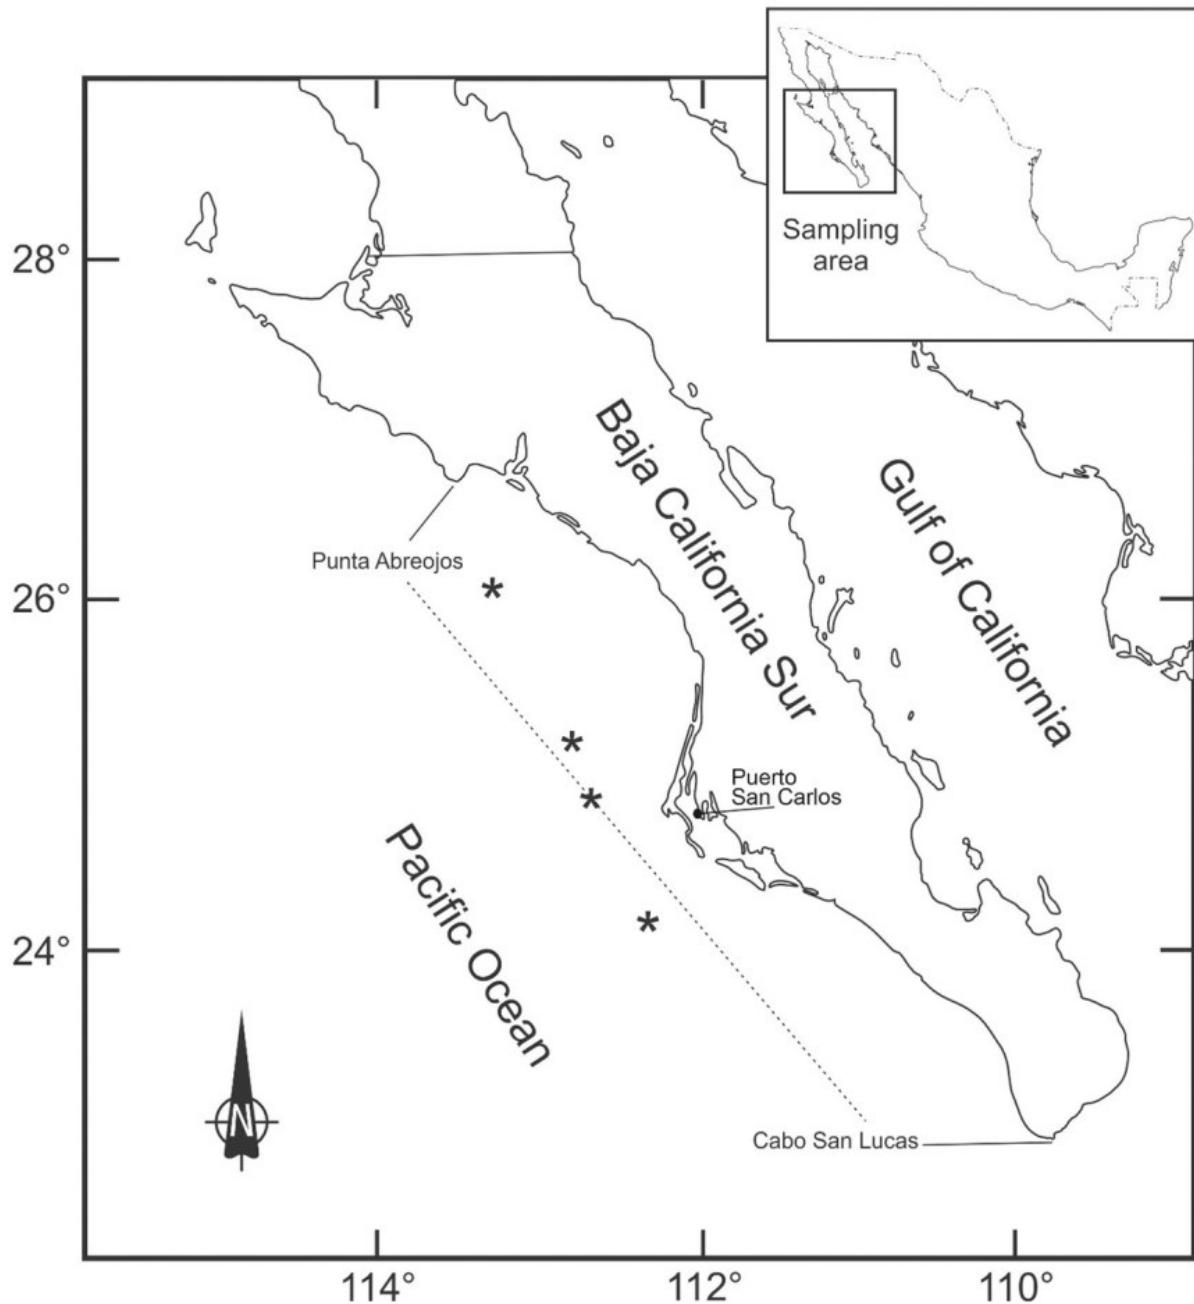 Sampling
area
28°
26°
24°
Baja California Sur
Gulf of California
Punta Abreojos
*
*
*
*
Puerto
San Carlos
Pacific Ocean
N
Cabo San Lucas
114°
112°
110°